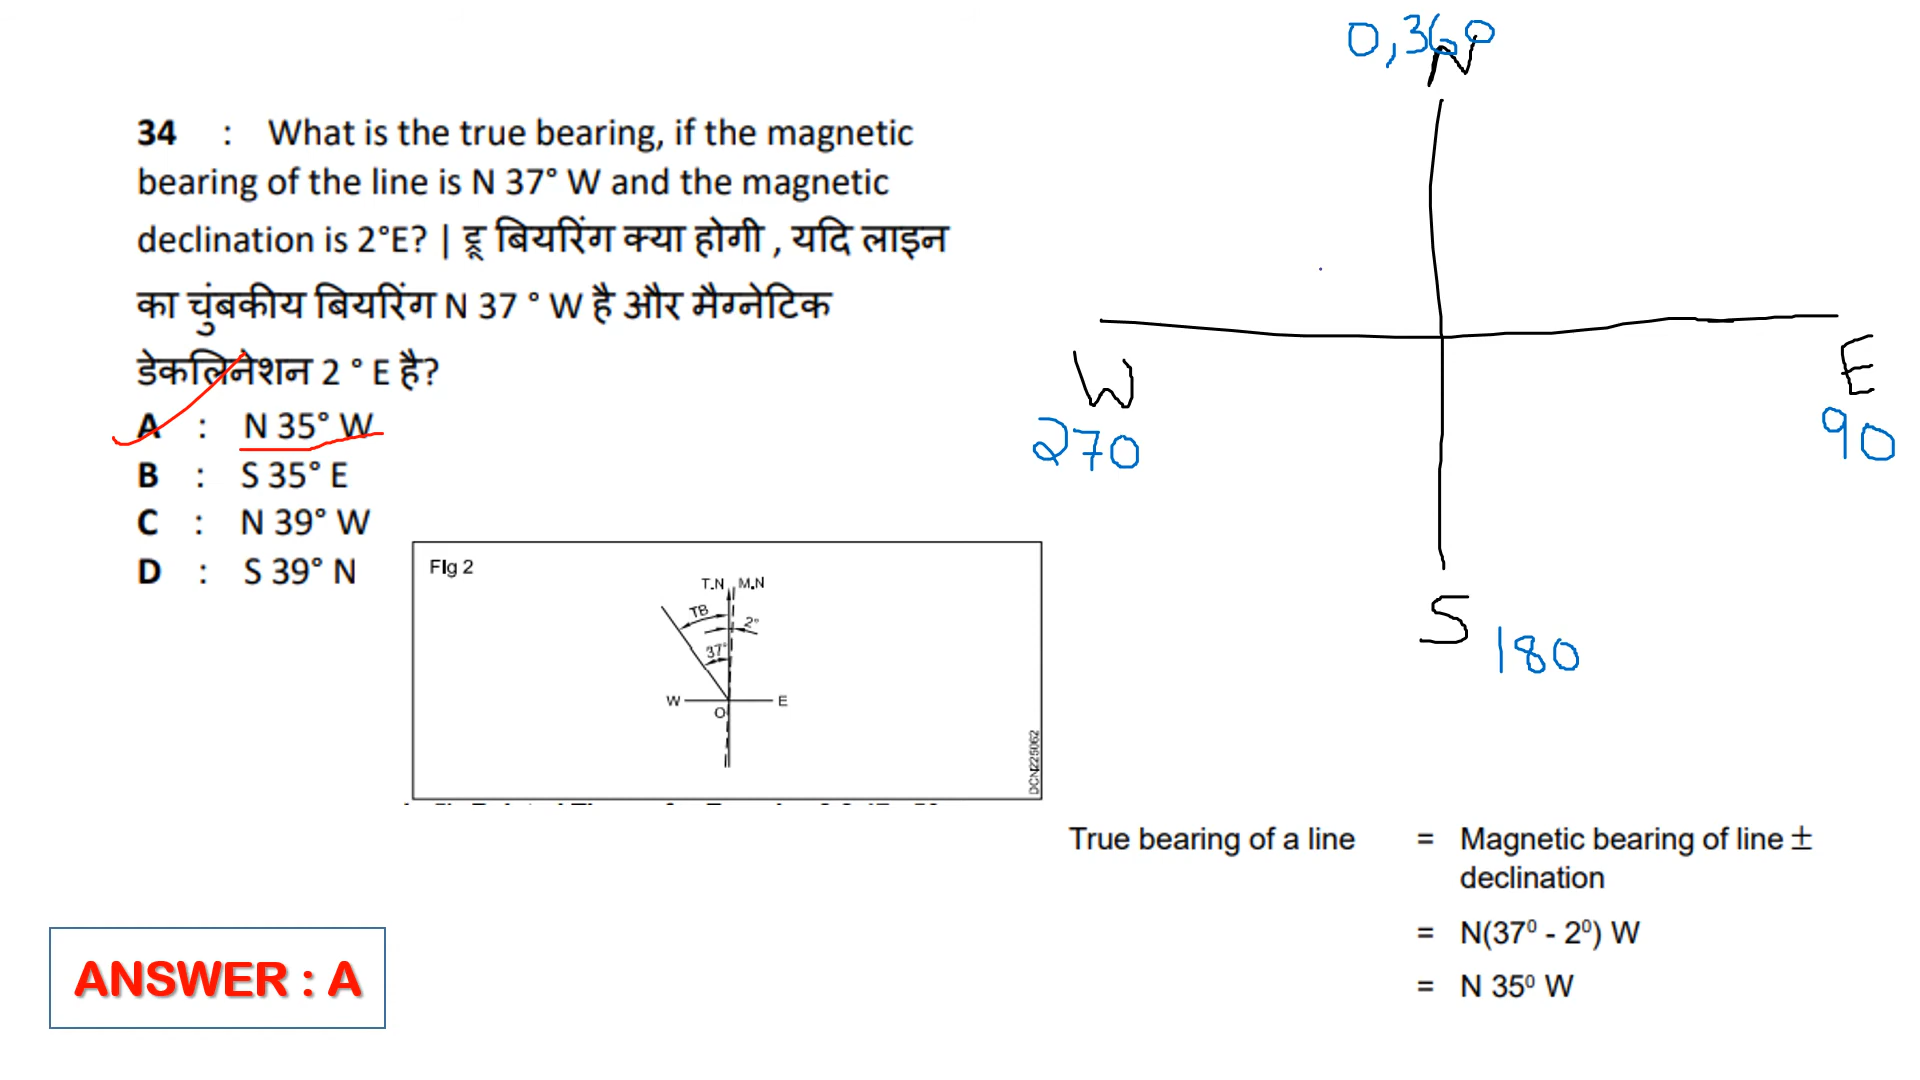 34 : What is the true bearing, if the magnetic
bearing of the line is N 37° W and the magnetic
declination is 2°E? | ट्रू बियरिंग क्या होगी , यदि लाइन
का चुंबकीय बियरिंग N 37 ° W है और मैग्नेटिक
डेकलिनेशन 2 ° E है?
A : N 35° W
B : S 35° E
C : N 39° W
D : S 39° N
FIg 2
T.N M.N
TB
2°
37°
W E
O
DCN225062
0,360
N
W E
270 90
S
180
True bearing of a line = Magnetic bearing of line ±
declination
= N(37⁰ - 2⁰) W
= N 35⁰ W
ANSWER : A